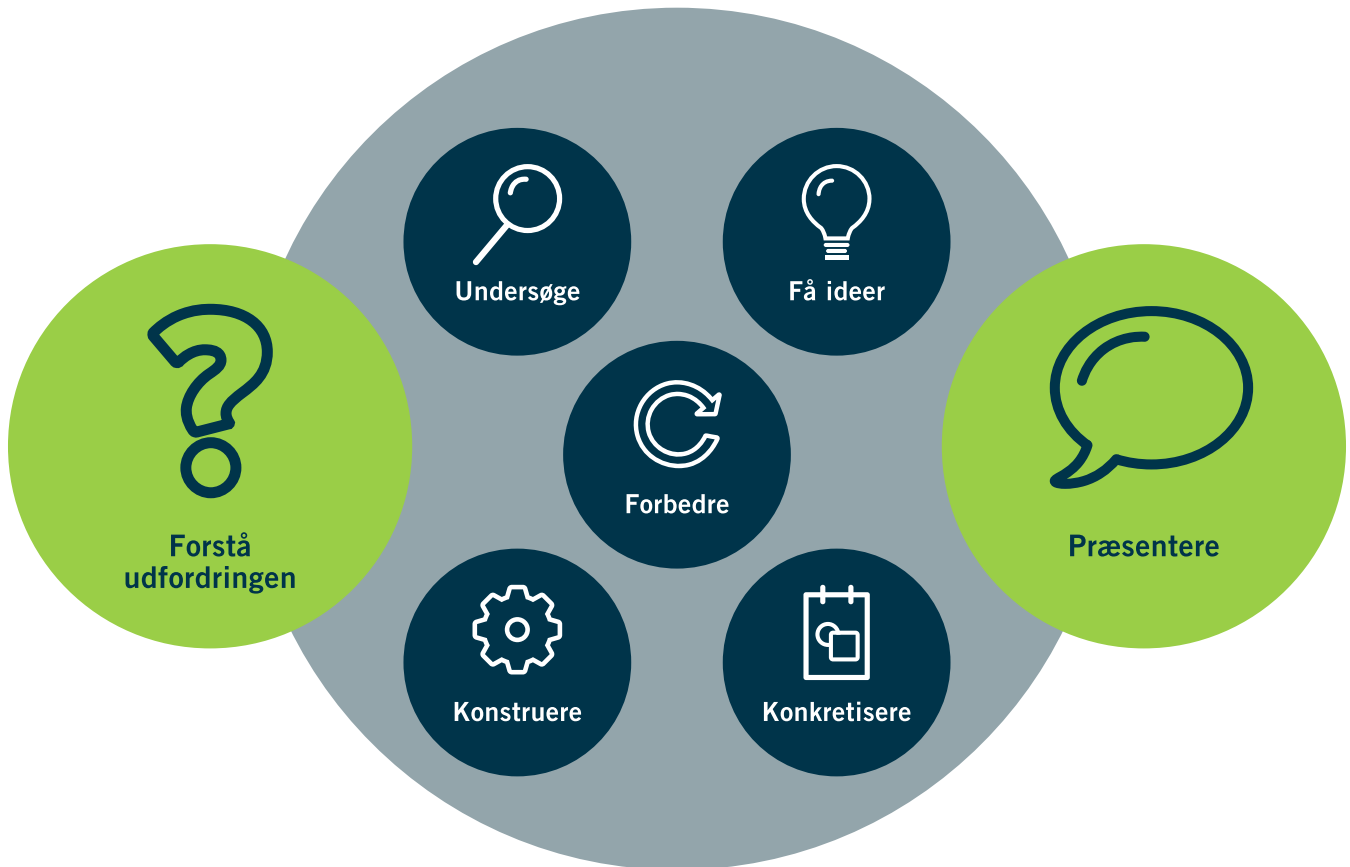 Undersøge
Få ideer
Forstå
udfordringen
Forbedre
Præsentere
Konstruere
Konkretisere